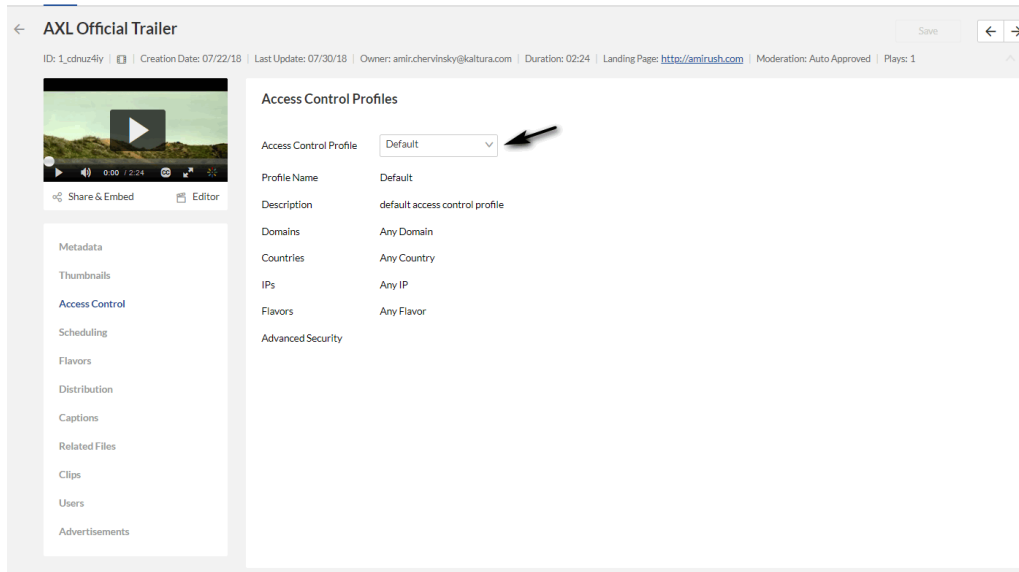 AXL Official Trailer
Save
ID: 1_cdnuz4ly | Creation Date: 07/22/18 | Last Update: 07/30/18 | Owner: amir.chervinsky@kaltura.com | Duration: 02:24 | Landing Page: http://amirush.com | Moderation: Auto Approved | Plays: 1
0:00 / 2:24 CC
Share & Embed Editor
Metadata
Thumbnails
Access Control
Scheduling
Flavors
Distribution
Captions
Related Files
Clips
Users
Advertisements
Access Control Profiles
Access Control Profile Default
Profile Name Default
Description default access control profile
Domains Any Domain
Countries Any Country
IPs Any IP
Flavors Any Flavor
Advanced Security